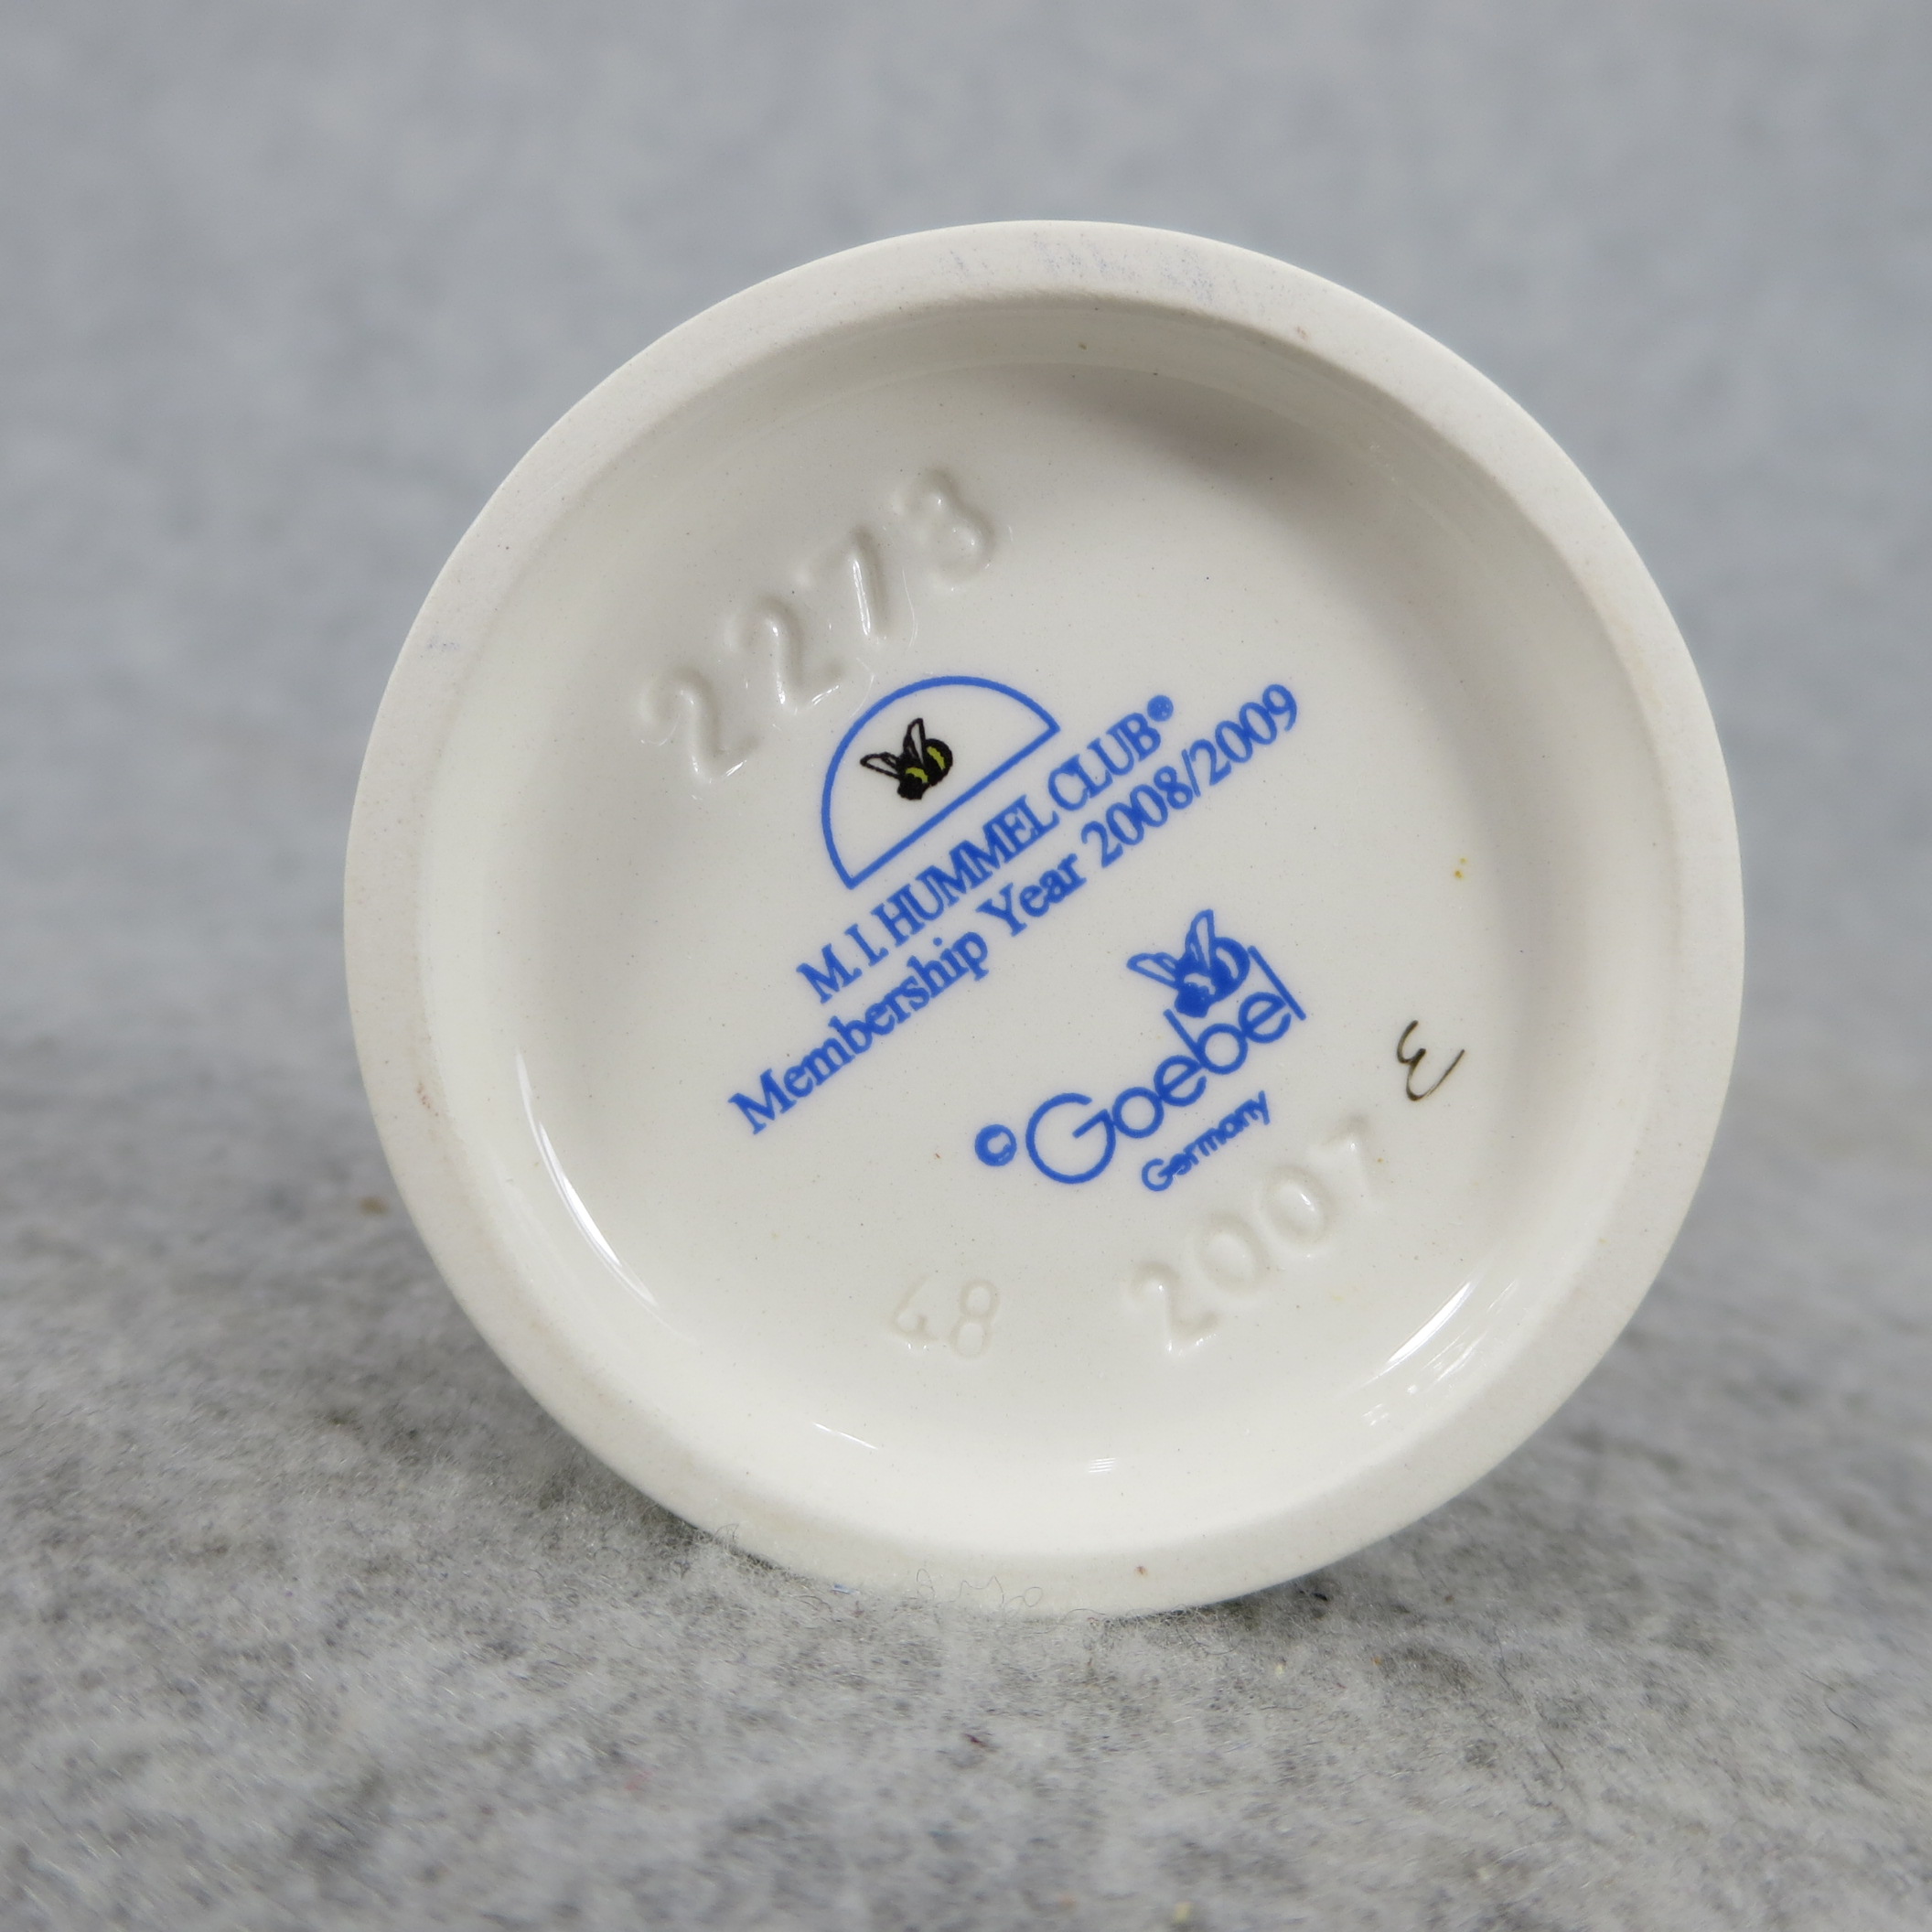 2273
M. I. HUMMEL CLUB®
Membership Year 2008/2009
© Goebel
Germany
E
2007
48